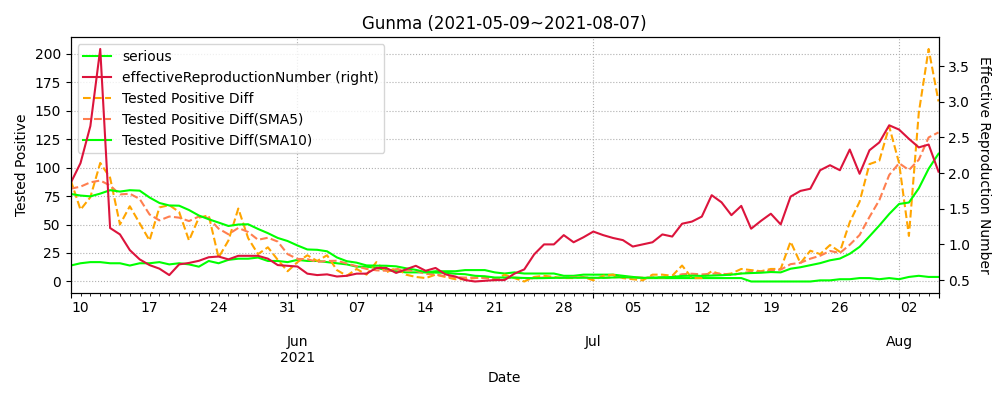 Gunma (2021-05-09~2021-08-07)
serious
effectiveReproductionNumber (right)
Tested Positive Diff
Tested Positive Diff(SMA5)
Tested Positive Diff(SMA10)
Tested Positive
200
175
150
125
100
75
50
25
0
3.5
3.0
2.5
2.0
1.5
1.0
0.5
Effective Reproduction Number
10 17 24 31 07 14 21 28 05 12 19 26 02
Jun Jul Aug
2021
Date